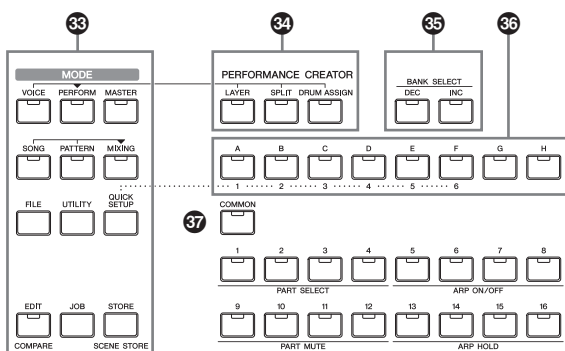 33 34 35 36
MODE
PERFORMANCE CREATOR
BANK SELECT
VOICE PERFORM MASTER
LAYER SPLIT DRUM ASSIGN
DEC INC
SONG PATTERN MIXING
A B C D E F G H
1 2 3 4 5 6
FILE UTILITY QUICK SETUP
37 COMMON
1 2 3 4 5 6 7 8
PART SELECT ARP ON/OFF
EDIT JOB STORE
9 10 11 12 13 14 15 16
COMPARE SCENE STORE
PART MUTE ARP HOLD